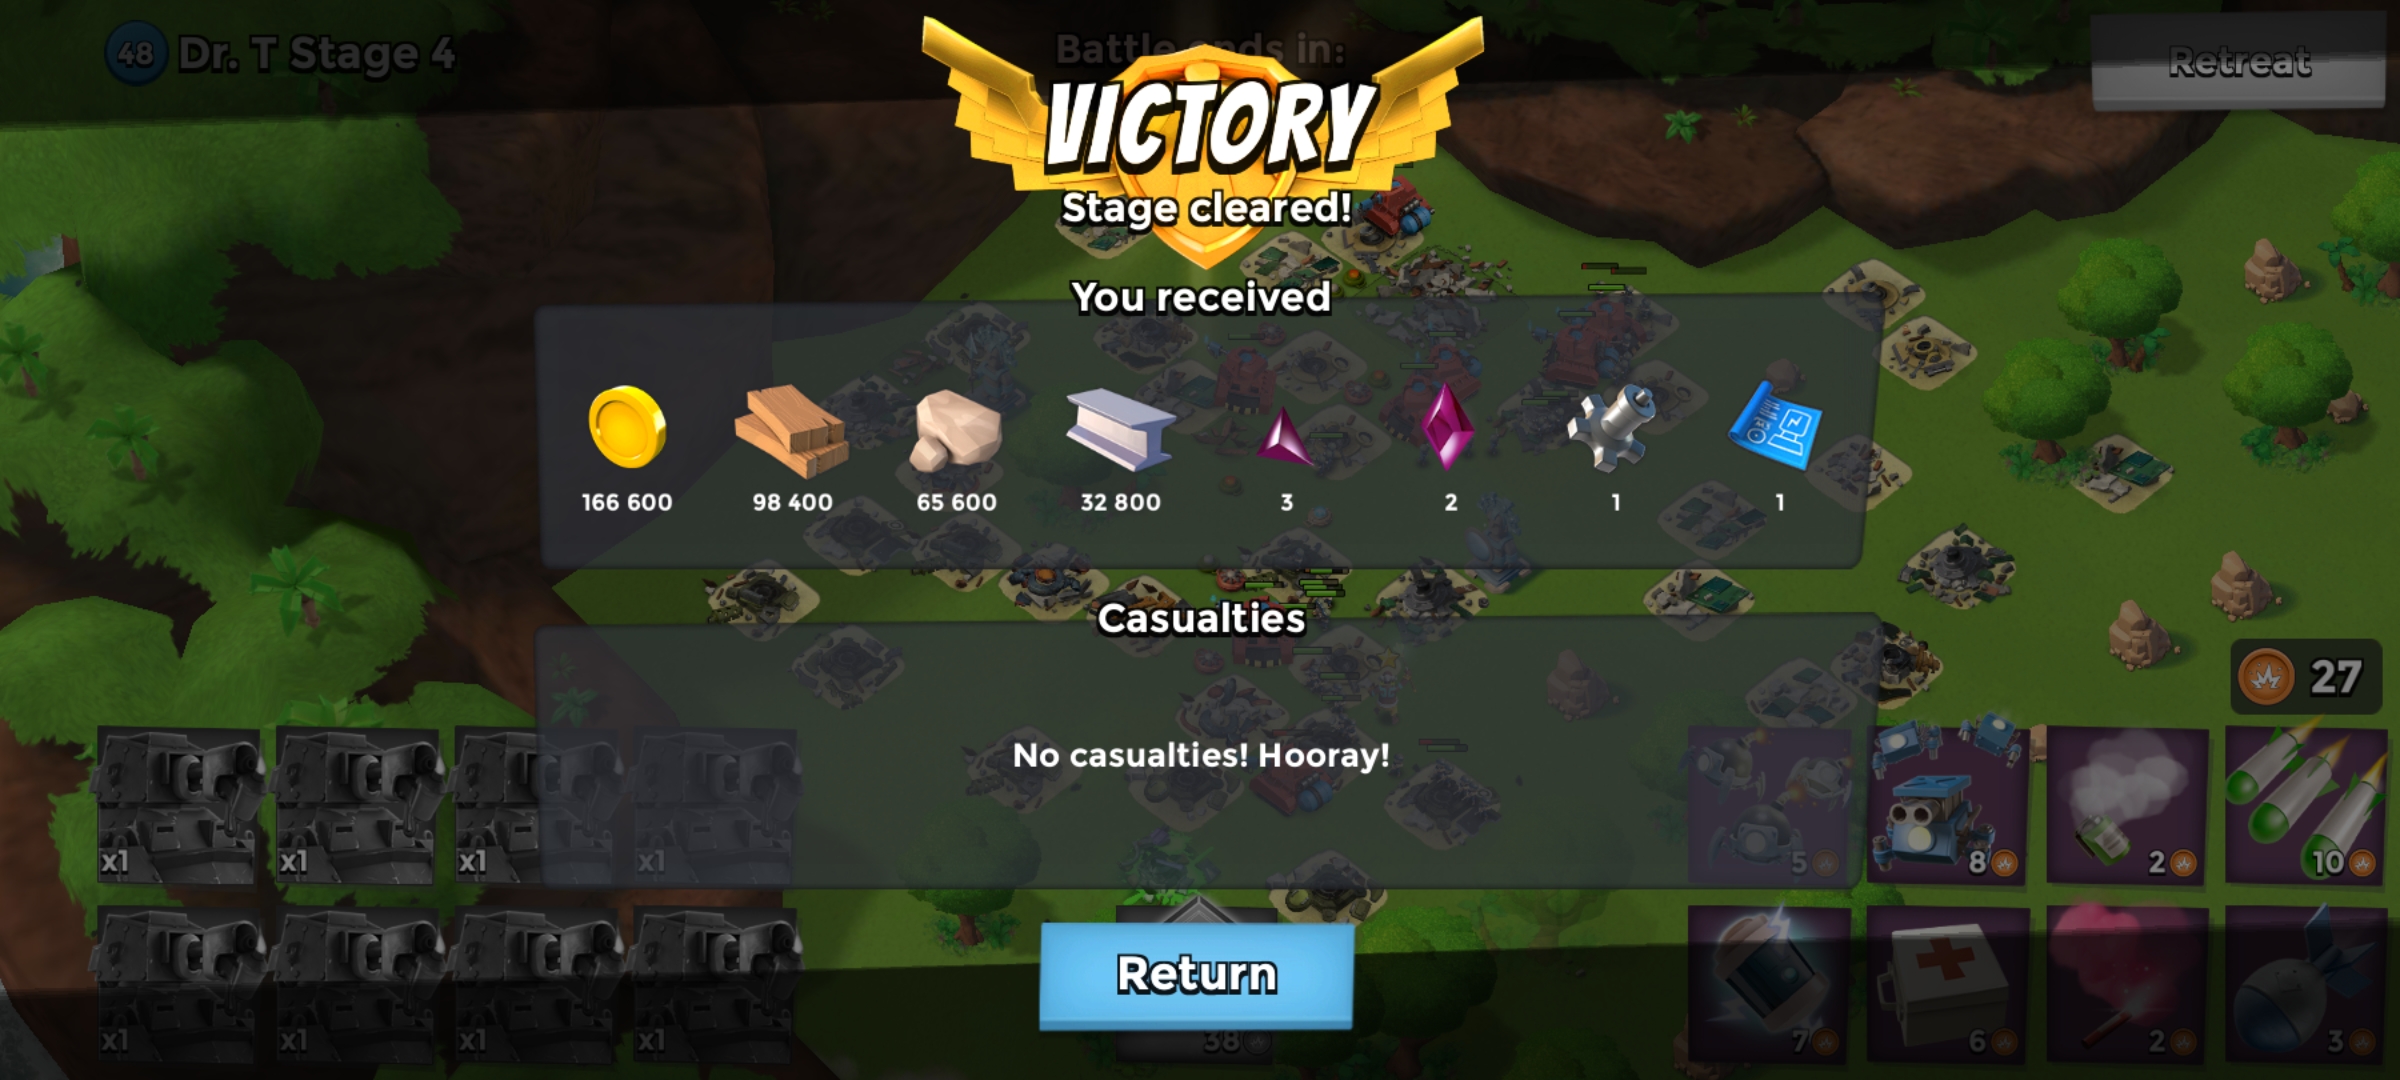 48 Dr. T Stage 4
Battle ends in:
Retreat
VICTORY
Stage cleared!
You received
166 600 98 400 65 600 32 800 3 2 1 1
Casualties
No casualties! Hooray!
27
x1 x1 x1 x1
5 8 2 10
Return
x1 x1 x1 x1
38
7 6 2 3